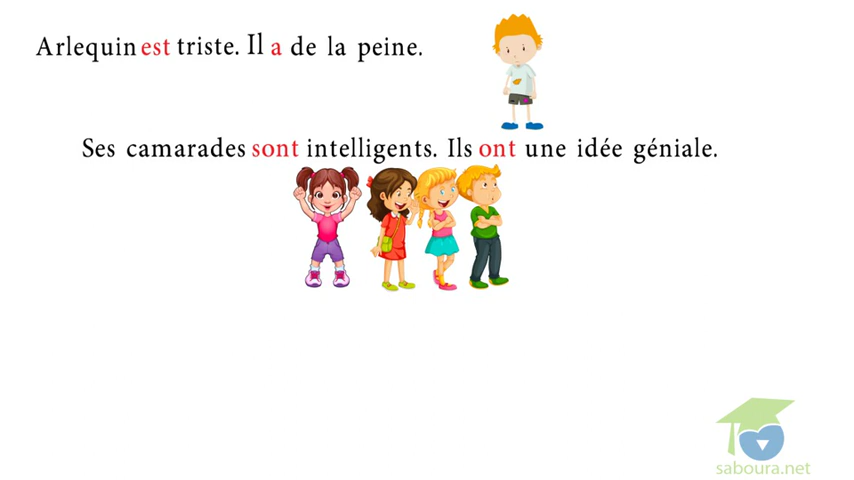 Arlequin est triste. Il a de la peine.
Ses camarades sont intelligents. Ils ont une idée géniale.
saboura.net